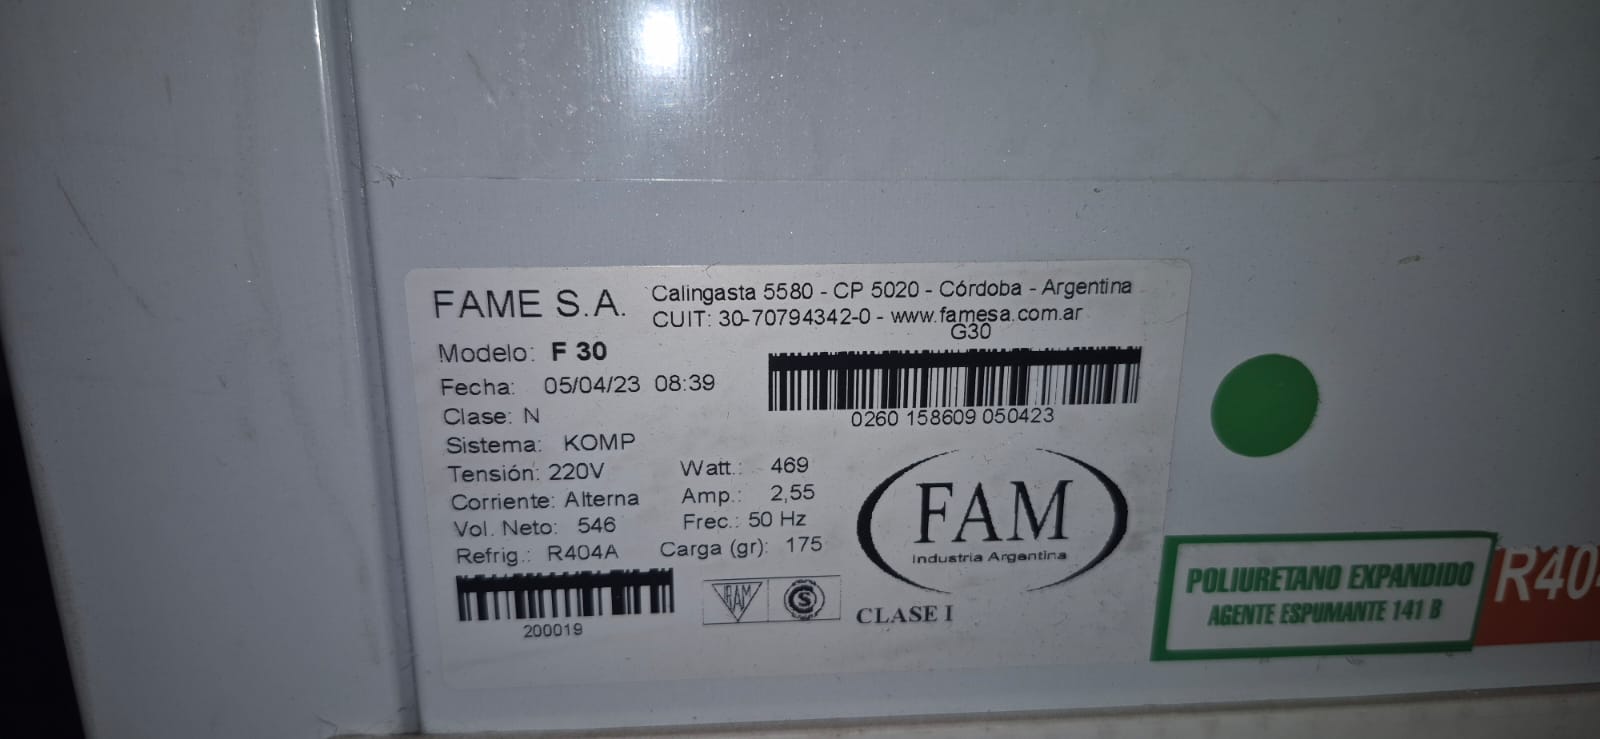 FAME S.A.
Calingasta 5580 - CP 5020 - Córdoba - Argentina
CUIT: 30-70794342-0 - www.famesa.com.ar
G30
Modelo: F 30
Fecha: 05/04/23 08:39
0260 158609 050423
Clase: N
Sistema: KOMP
Tensión: 220V Watt.: 469
Corriente: Alterna Amp.: 2,55
Vol. Neto: 546 Frec.: 50 Hz
Refrig.: R404A Carga (gr): 175
FAM
Industria Argentina
200019
IRAM
S
CLASE I
POLIURETANO EXPANDIDO
AGENTE ESPUMANTE 141 B
R40